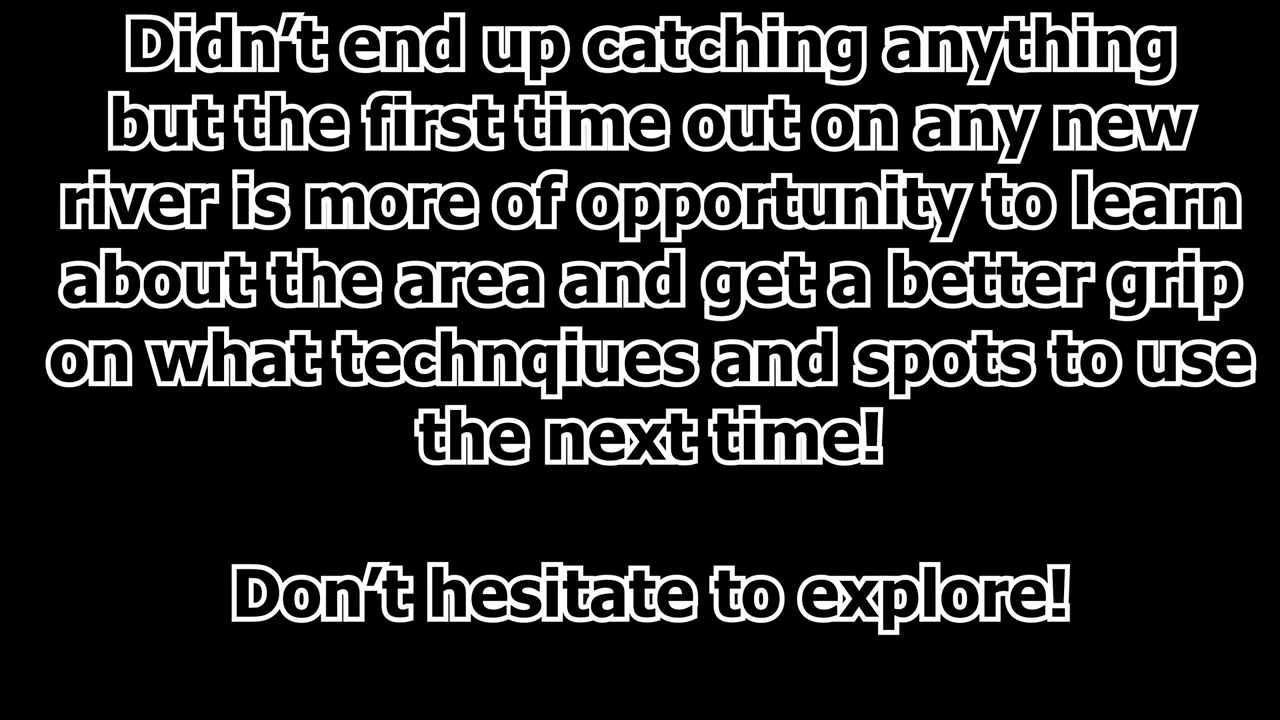 Didn't end up catching anything
but the first time out on any new
river is more of opportunity to learn
about the area and get a better grip
on what technqiues and spots to use
the next time!
Don't hesitate to explore!